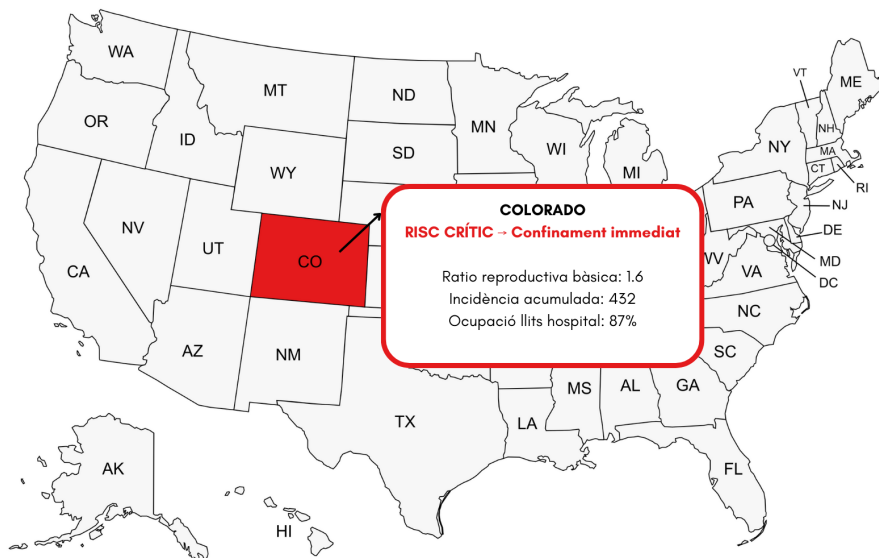 WA
MT
ND
MN
VT
ME
OR
ID
SD
WI
MI
NY
NH
MA
CT
RI
WY
NV
UT
CO
CA
AZ
NM
COLORADO
RISC CRÍTIC → Confinament immediat
Ratio reproductiva bàsica: 1.6
Incidència acumulada: 432
Ocupació llits hospital: 87%
PA
NJ
DE
MD
DC
WV
VA
NC
SC
MS
AL
GA
TX
LA
FL
AK
HI